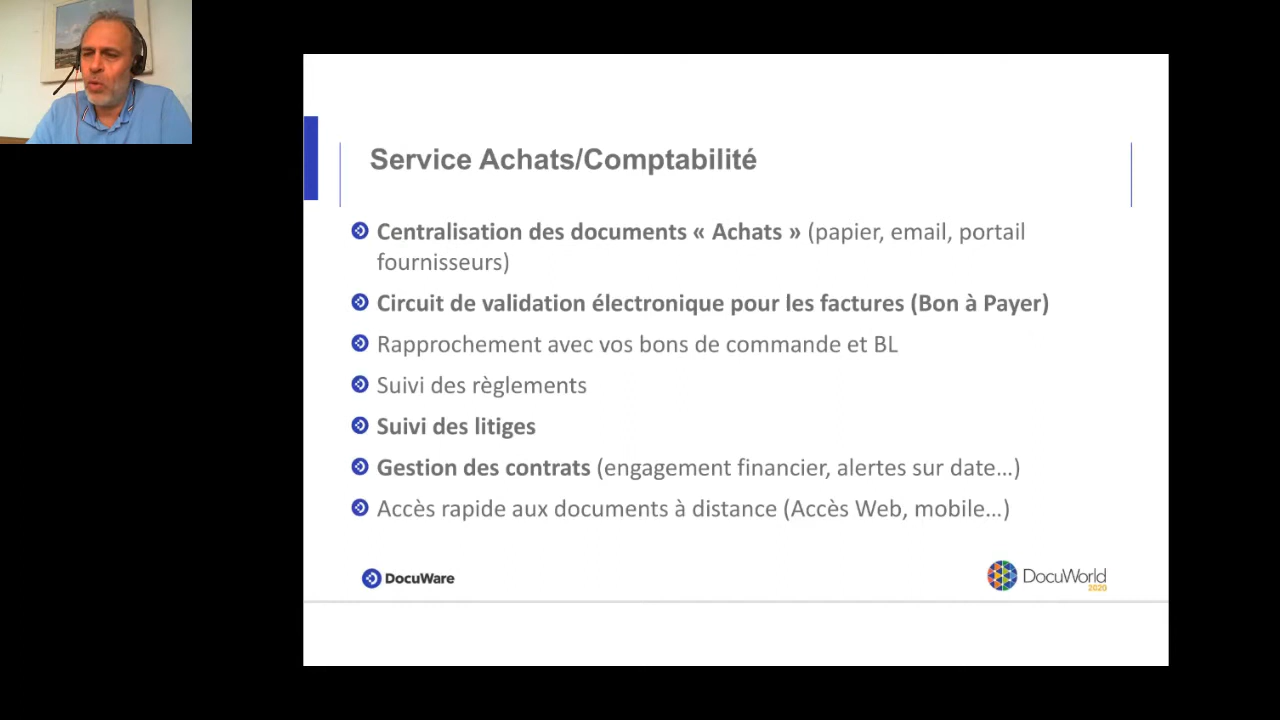 Service Achats/Comptabilité
Centralisation des documents « Achats » (papier, email, portail
fournisseurs)
Circuit de validation électronique pour les factures (Bon à Payer)
Rapprochement avec vos bons de commande et BL
Suivi des règlements
Suivi des litiges
Gestion des contrats (engagement financier, alertes sur date…)
Accès rapide aux documents à distance (Accès Web, mobile…)
DocuWare
DocuWorld
2020